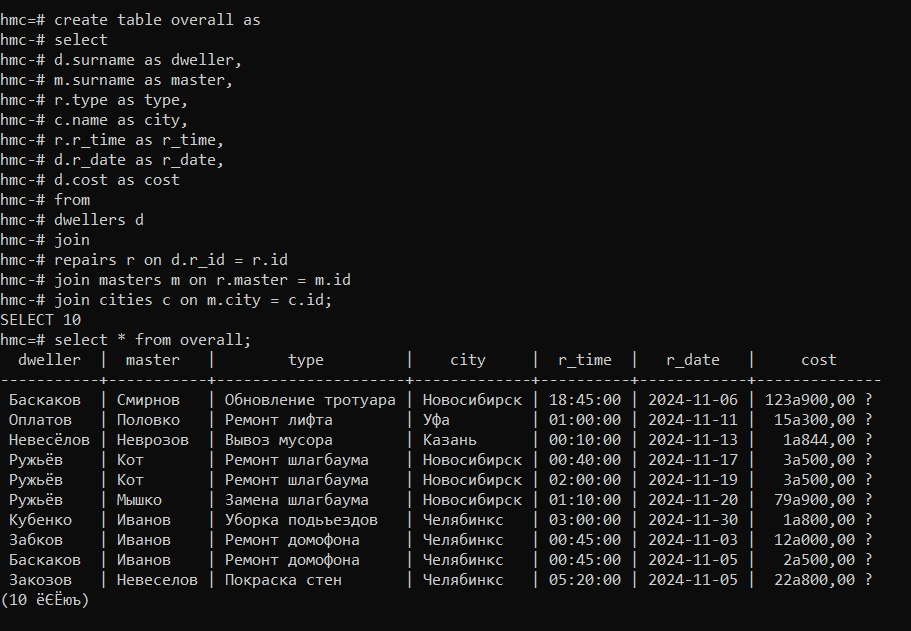 hmc=# create table overall as
hmc-# select
hmc-# d.surname as dweller,
hmc-# m.surname as master,
hmc-# r.type as type,
hmc-# c.name as city,
hmc-# r.r_time as r_time,
hmc-# d.r_date as r_date,
hmc-# d.cost as cost
hmc-# from
hmc-# dwellers d
hmc-# join
hmc-# repairs r on d.r_id = r.id
hmc-# join masters m on r.master = m.id
hmc-# join cities c on m.city = c.id;
SELECT 10
hmc=# select * from overall;
dweller | master | type | city | r_time | r_date | cost
-----------+-----------+---------------------+-------------+----------+------------+--------------
Баскаков | Смирнов | Обновление тротуара | Новосибирск | 18:45:00 | 2024-11-06 | 123а900,00 ?
Оплатов | Половко | Ремонт лифта | Уфа | 01:00:00 | 2024-11-11 | 15а300,00 ?
Невесёлов | Неврозов | Вывоз мусора | Казань | 00:10:00 | 2024-11-13 | 1а844,00 ?
Ружьёв | Кот | Ремонт шлагбаума | Новосибирск | 00:40:00 | 2024-11-17 | 3а500,00 ?
Ружьёв | Кот | Ремонт шлагбаума | Новосибирск | 02:00:00 | 2024-11-19 | 3а500,00 ?
Ружьёв | Мышко | Замена шлагбаума | Новосибирск | 01:10:00 | 2024-11-20 | 79а900,00 ?
Кубенко | Иванов | Уборка подьъездов | Челябинкс | 03:00:00 | 2024-11-30 | 1а800,00 ?
Забков | Иванов | Ремонт домофона | Челябинкс | 00:45:00 | 2024-11-03 | 12а000,00 ?
Баскаков | Иванов | Ремонт домофона | Челябинкс | 00:45:00 | 2024-11-05 | 2а500,00 ?
Закозов | Невеселов | Покраска стен | Челябинкс | 05:20:00 | 2024-11-05 | 22а800,00 ?
(10 ёЄЁюъ)